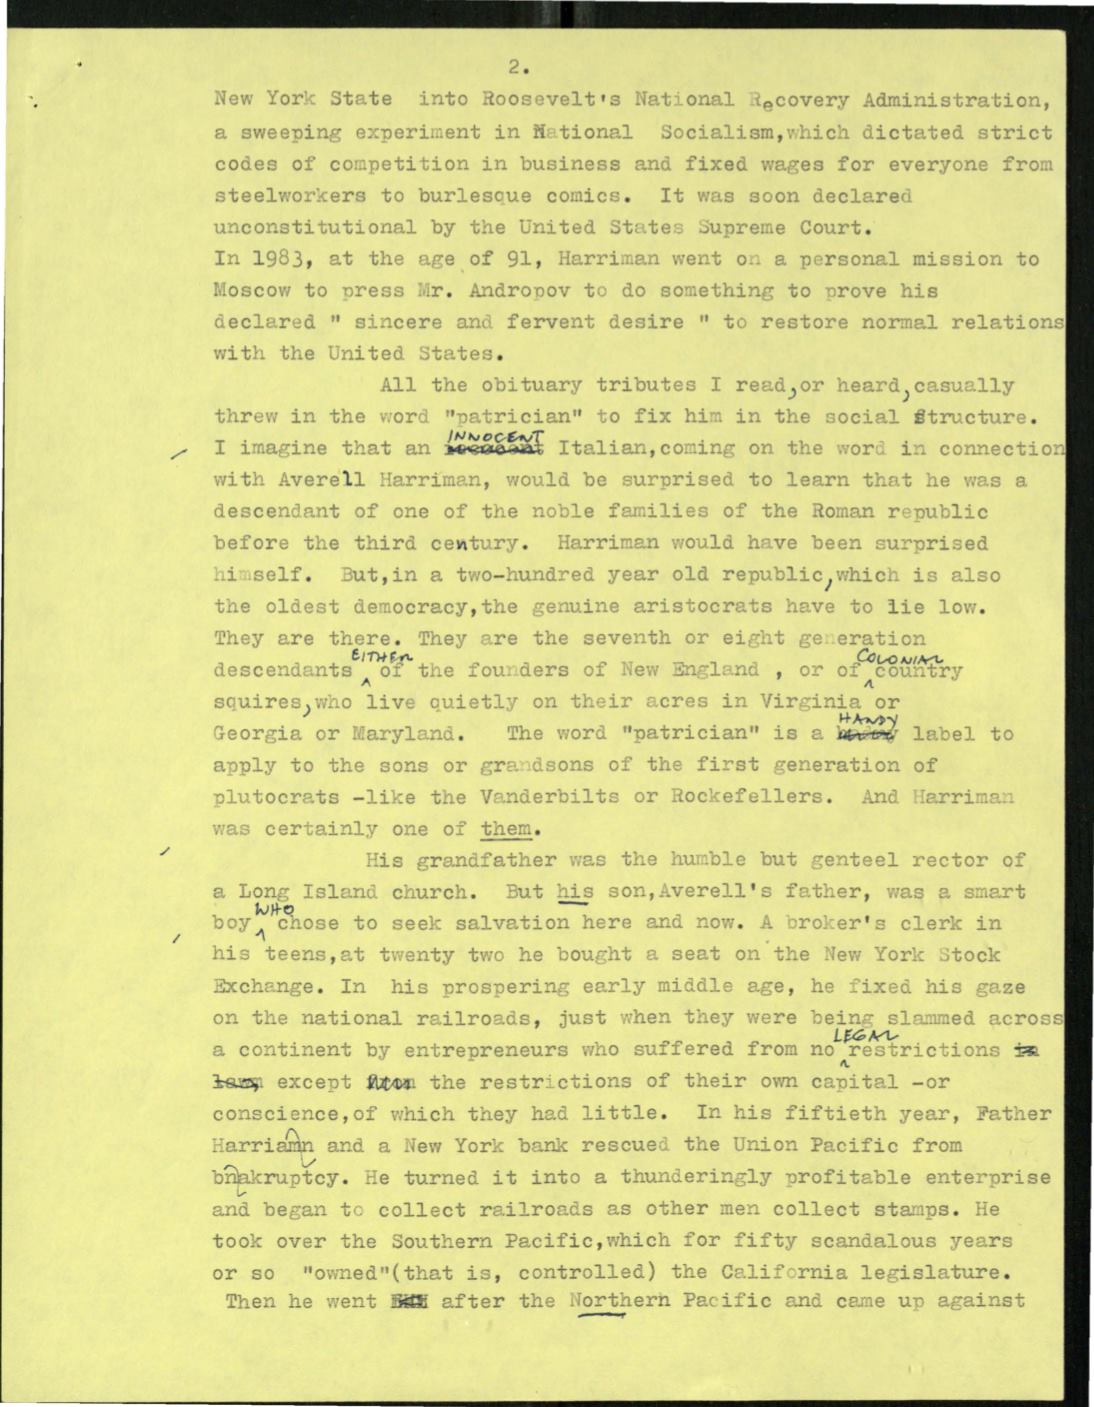 2.
New York State into Roosevelt's National Recovery Administration,
a sweeping experiment in National Socialism,which dictated strict
codes of competition in business and fixed wages for everyone from
steelworkers to burlesque comics. It was soon declared
unconstitutional by the United States Supreme Court.
In 1983, at the age of 91, Harriman went on a personal mission to
Moscow to press Mr. Andropov to do something to prove his
declared " sincere and fervent desire " to restore normal relations
with the United States.
All the obituary tributes I read,or heard,casually
threw in the word "patrician" to fix him in the social structure.
I imagine that an INNOCENT Italian,coming on the word in connection
with Averell Harriman, would be surprised to learn that he was a
descendant of one of the noble families of the Roman republic
before the third century. Harriman would have been surprised
himself. But,in a two-hundred year old republic,which is also
the oldest democracy,the genuine aristocrats have to lie low.
They are there. They are the seventh or eight generation
descendants EITHER of the founders of New England , or of COLONIAL country
squires,who live quietly on their acres in Virginia or
Georgia or Maryland. The word "patrician" is a HANDY label to
apply to the sons or grandsons of the first generation of
plutocrats -like the Vanderbilts or Rockefellers. And Harriman
was certainly one of them.
His grandfather was the humble but genteel rector of
a Long Island church. But his son,Averell's father, was a smart
boy WHO chose to seek salvation here and now. A broker's clerk in
his teens,at twenty two he bought a seat on the New York Stock
Exchange. In his prospering early middle age, he fixed his gaze
on the national railroads, just when they were being slammed across
a continent by entrepreneurs who suffered from no LEGAL restrictions in
law, except the restrictions of their own capital -or
conscience,of which they had little. In his fiftieth year, Father
Harriamn and a New York bank rescued the Union Pacific from
bnakruptcy. He turned it into a thunderingly profitable enterprise
and began to collect railroads as other men collect stamps. He
took over the Southern Pacific,which for fifty scandalous years
or so "owned"(that is, controlled) the California legislature.
Then he went after the Northern Pacific and came up against